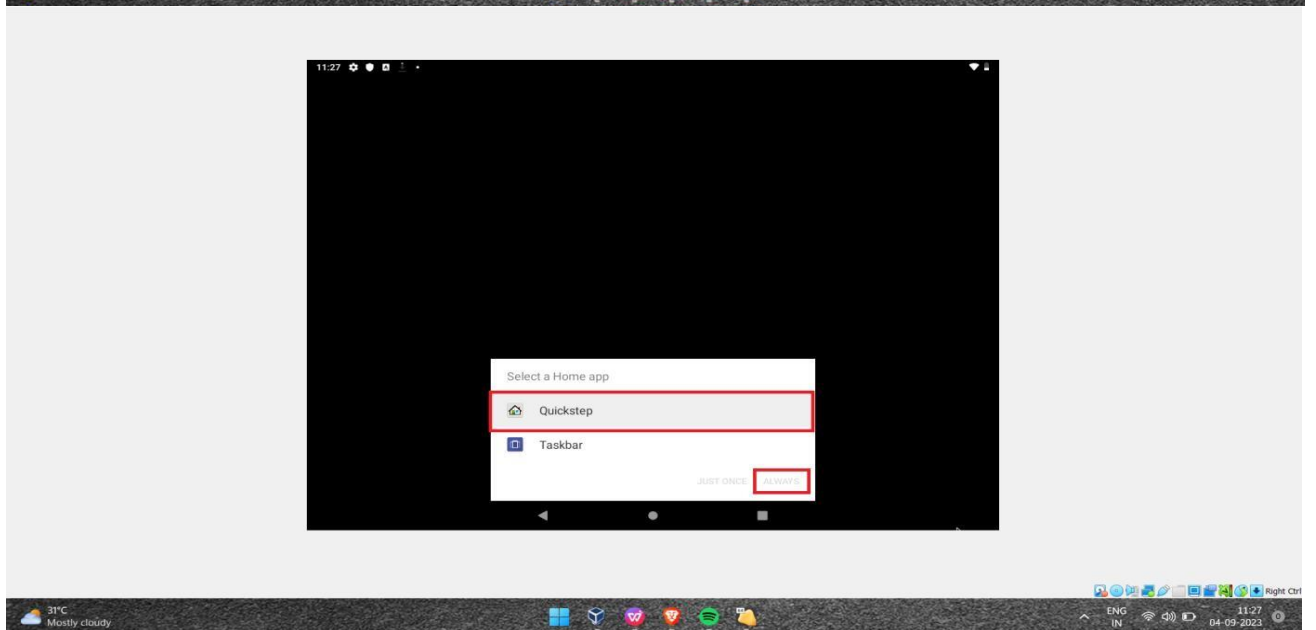 11:27
Select a Home app
Quickstep
Taskbar
JUST ONCE ALWAYS
Right Ctrl
31°C
Mostly cloudy
ENG
IN
11:27
04-09-2023